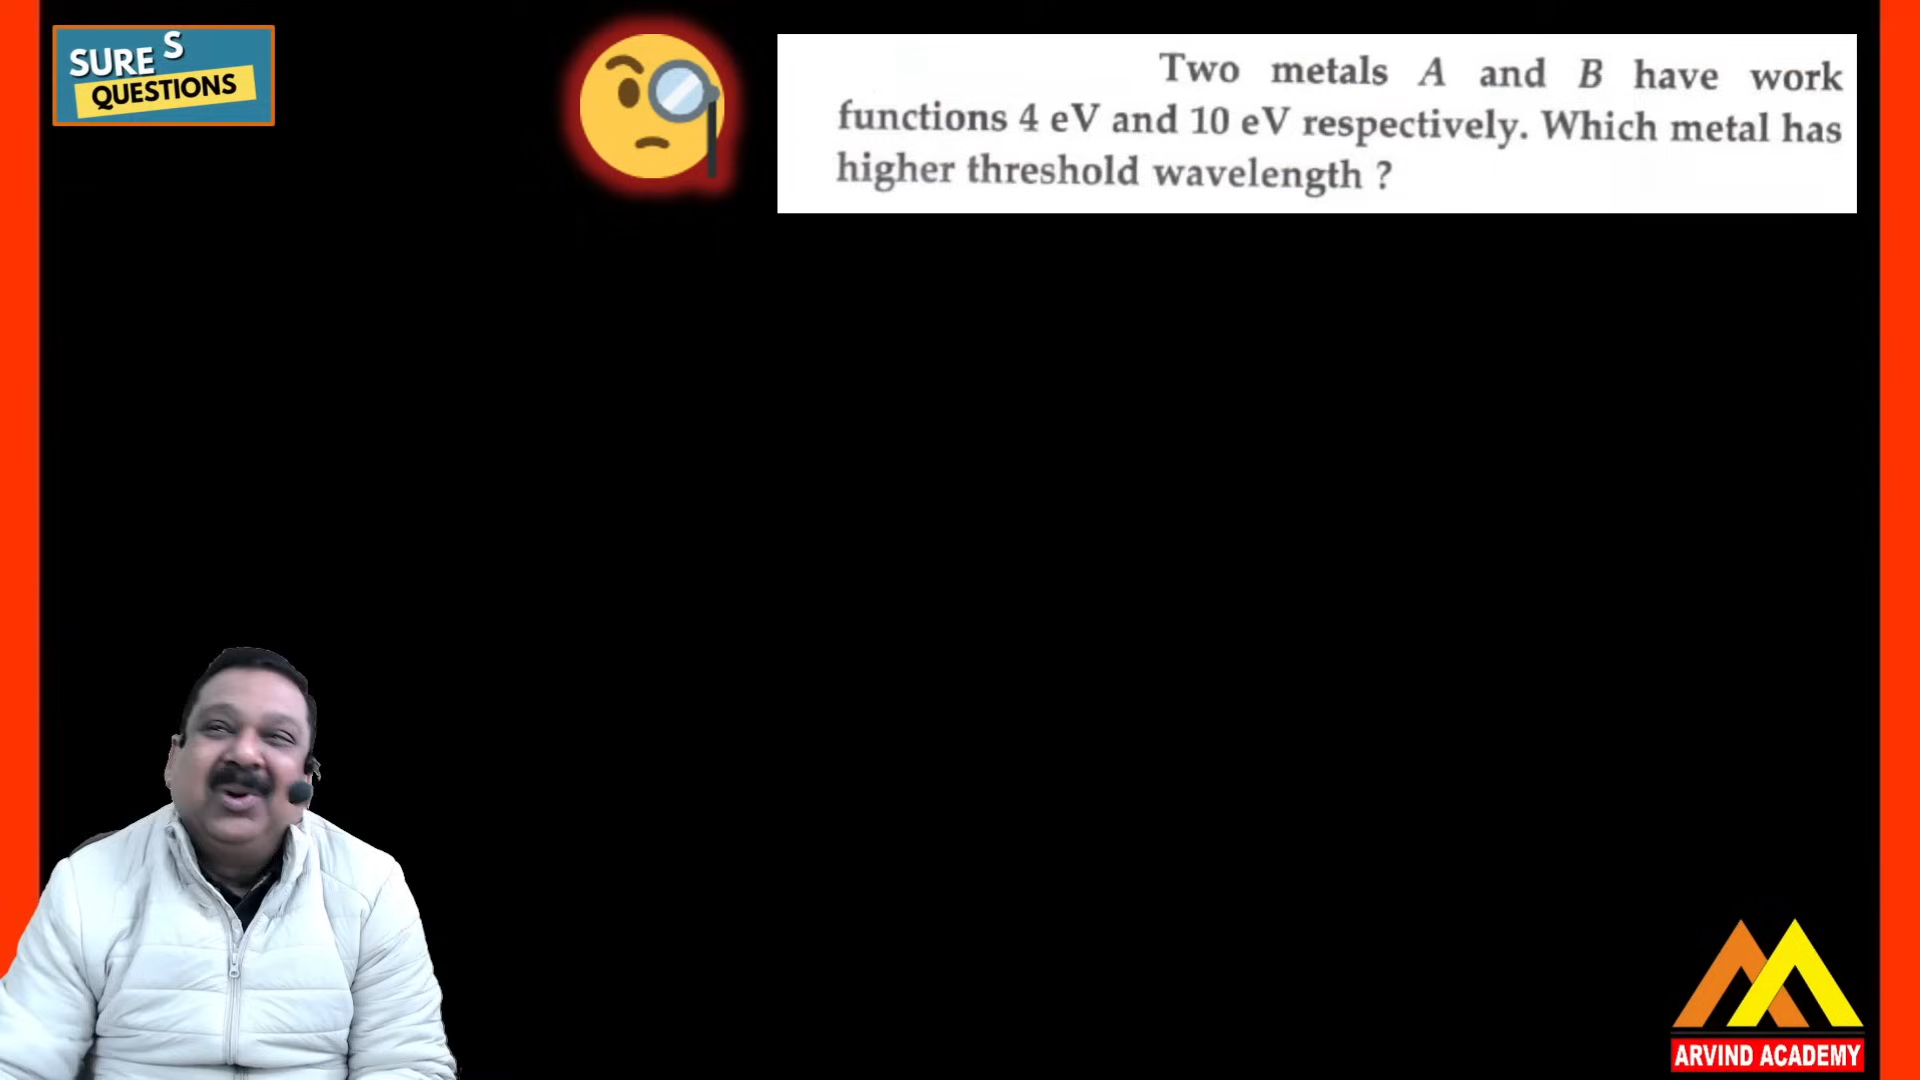 SURE S
QUESTIONS
Two metals A and B have work
functions 4 eV and 10 eV respectively. Which metal has
higher threshold wavelength ?
ARVIND ACADEMY